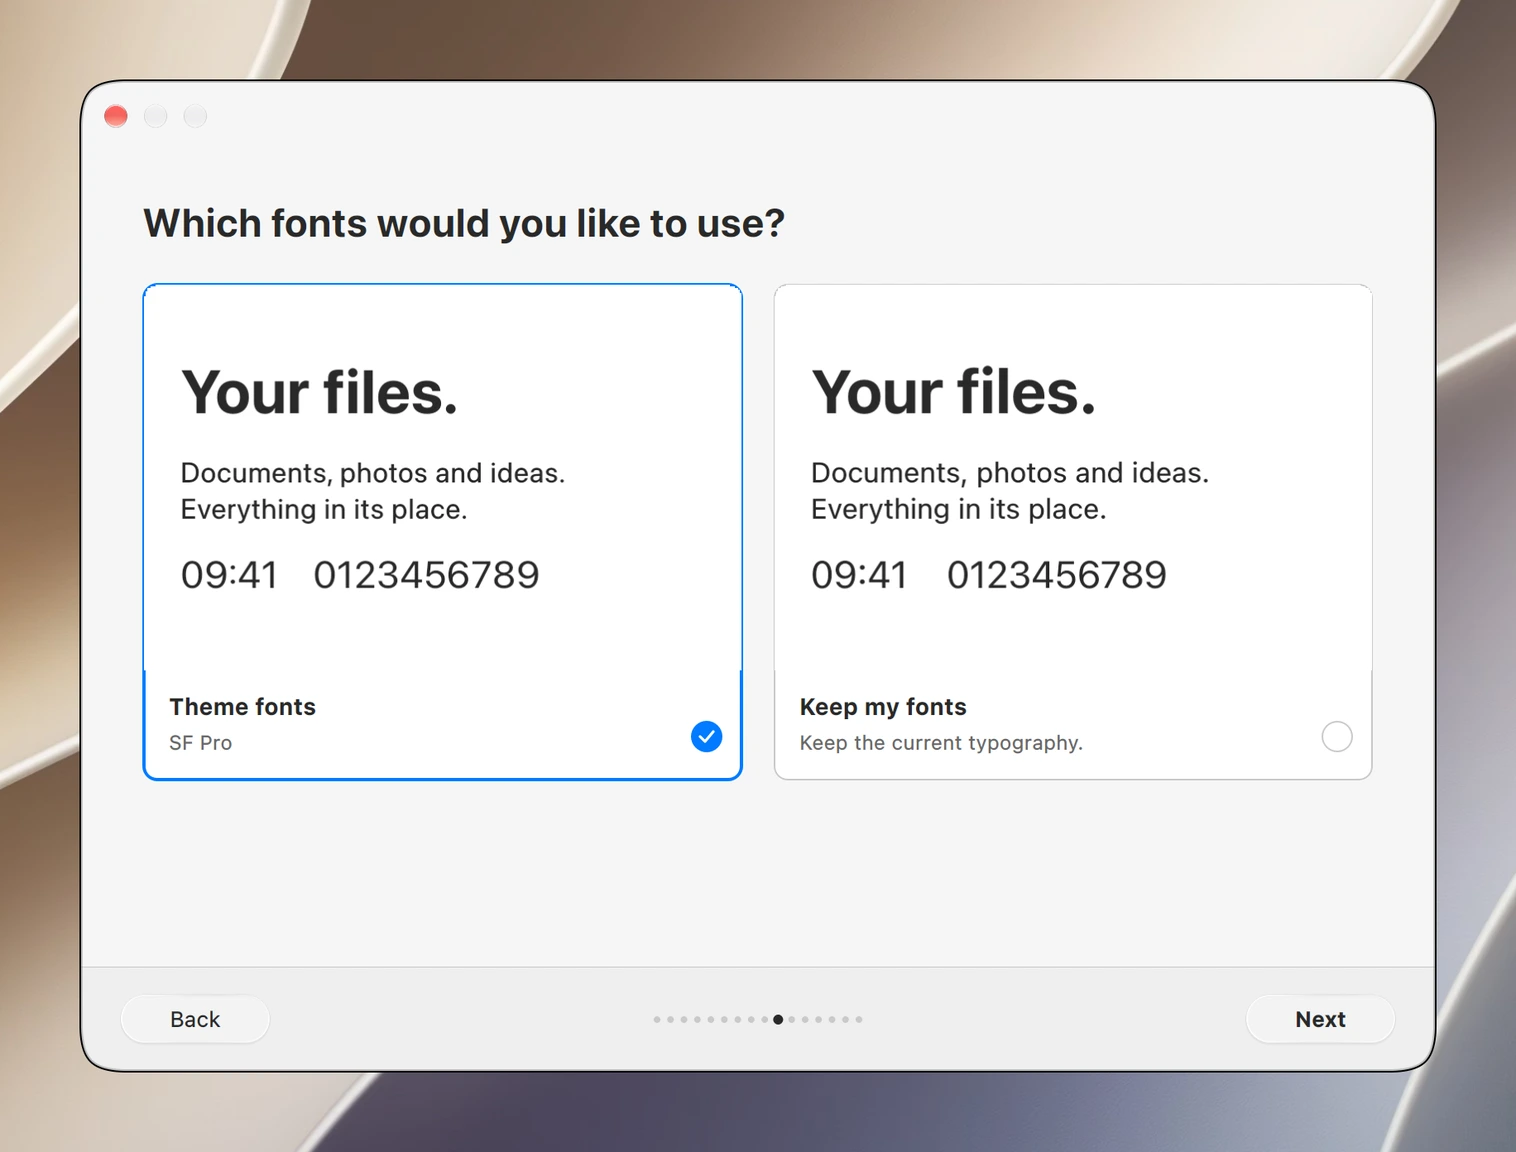 Which fonts would you like to use?
Your files.
Documents, photos and ideas.
Everything in its place.
09:41 0123456789
Theme fonts
SF Pro
Your files.
Documents, photos and ideas.
Everything in its place.
09:41 0123456789
Keep my fonts
Keep the current typography.
Back
Next